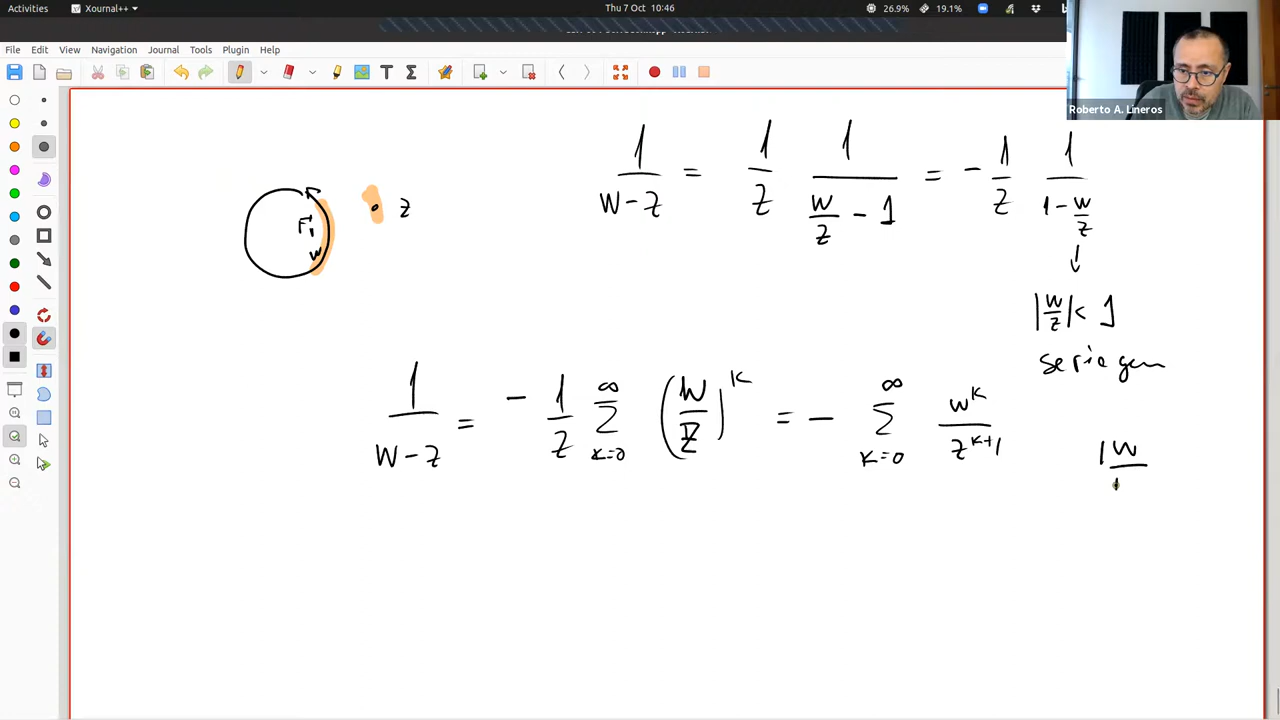 Activities Xournal++ Thu 7 Oct 10:46 26.9% 19.1%
File Edit View Navigation Journal Tools Plugin Help
Roberto A. Lineros
Γ₁ w z
1/(w-z) = 1/z 1/(w/z - 1) = - 1/z 1/(1 - w/z)
↓
|w/z| < 1
serie geom
1/(w-z) = - 1/z ∑_{k=0}^{∞} (w/z)^k = - ∑_{k=0}^{∞} w^k/z^{k+1}
|w